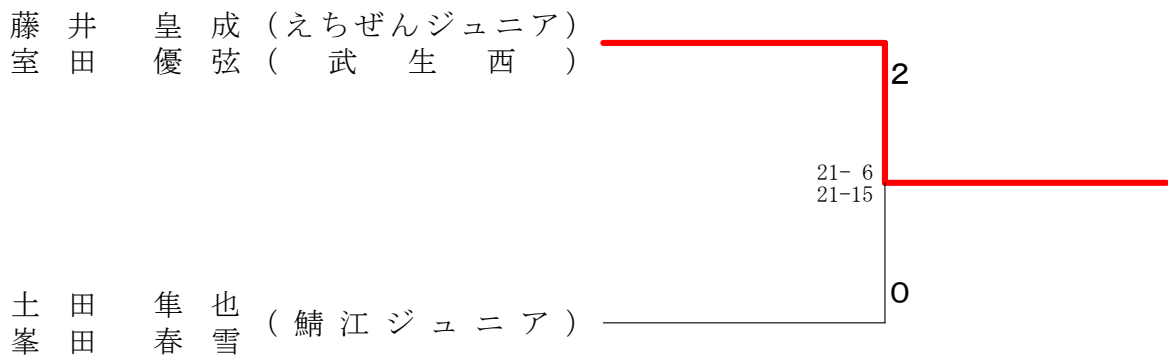 藤井 皇成 (えちぜんジュニア)
室田 優弦 (武生西)
2
21- 6
21-15
0
土田 隼也
峯田 春雪 (鯖江ジュニア)